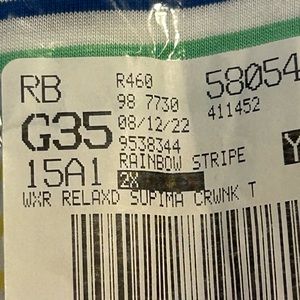 RB R460 58054
98 7730 411452
G35 08/12/22
9538344
15A1 RAINBOW STRIPE Y
2X
WXR RELAXD SUPIMA CRWNK T